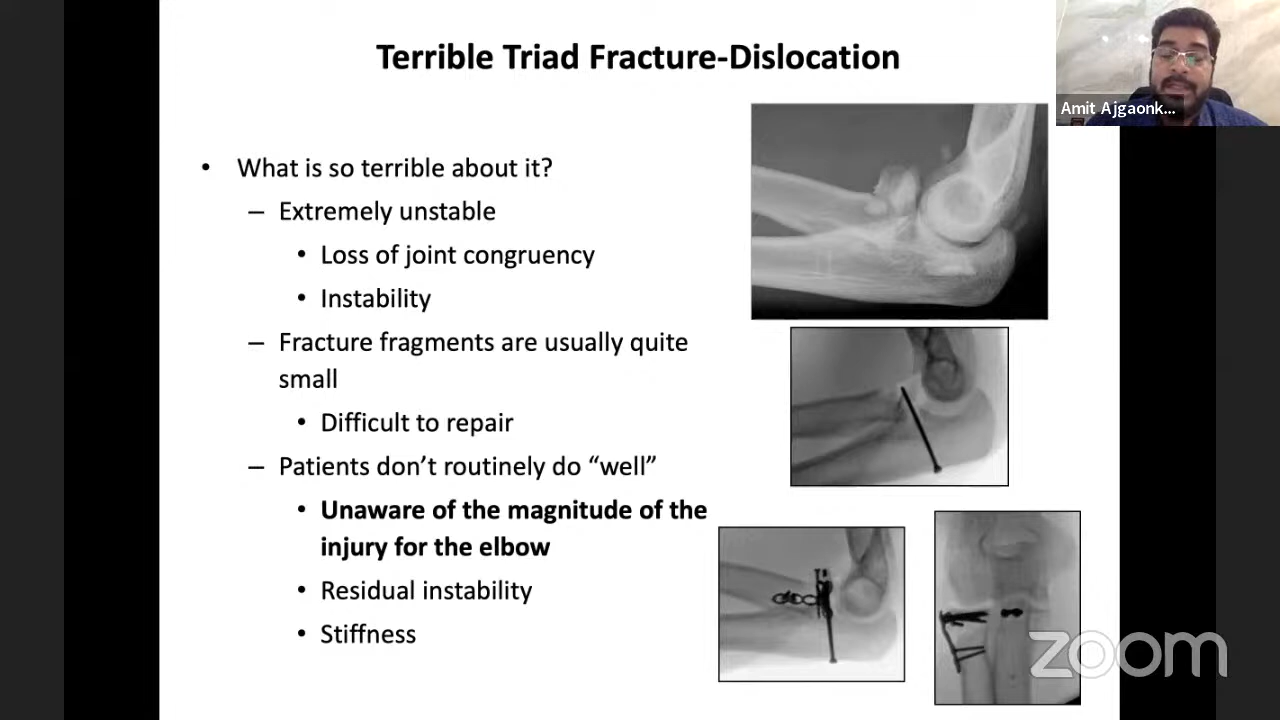 Terrible Triad Fracture-Dislocation
Amit Ajgaonk...
• What is so terrible about it?
– Extremely unstable
• Loss of joint congruency
• Instability
– Fracture fragments are usually quite
small
• Difficult to repair
– Patients don’t routinely do “well”
• Unaware of the magnitude of the
injury for the elbow
• Residual instability
• Stiffness
zoom